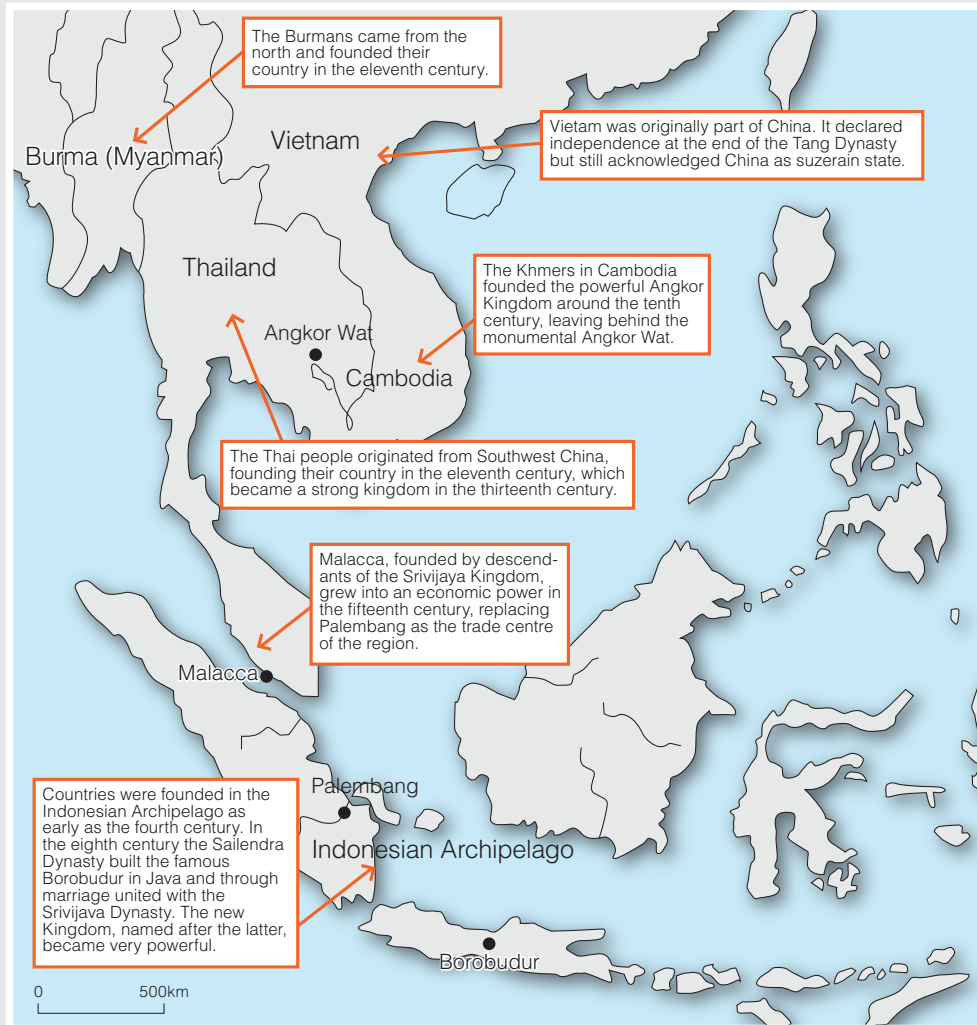 The Burmans came from the
north and founded their
country in the eleventh century.
Vietnam
Vietam was originally part of China. It declared
independence at the end of the Tang Dynasty
but still acknowledged China as suzerain state.
Burma (Myanmar)
Thailand
The Khmers in Cambodia
founded the powerful Angkor
Kingdom around the tenth
century, leaving behind the
monumental Angkor Wat.
Angkor Wat
Cambodia
The Thai people originated from Southwest China,
founding their country in the eleventh century, which
became a strong kingdom in the thirteenth century.
Malacca, founded by descend-
ants of the Srivijaya Kingdom,
grew into an economic power in
the fifteenth century, replacing
Palembang as the trade centre
of the region.
Malacca
Palembang
Countries were founded in the
Indonesian Archipelago as
early as the fourth century. In
the eighth century the Sailendra
Dynasty built the famous
Borobudur in Java and through
marriage united with the
Srivijava Dynasty. The new
Kingdom, named after the latter,
became very powerful.
Indonesian Archipelago
Borobudur
0 500km